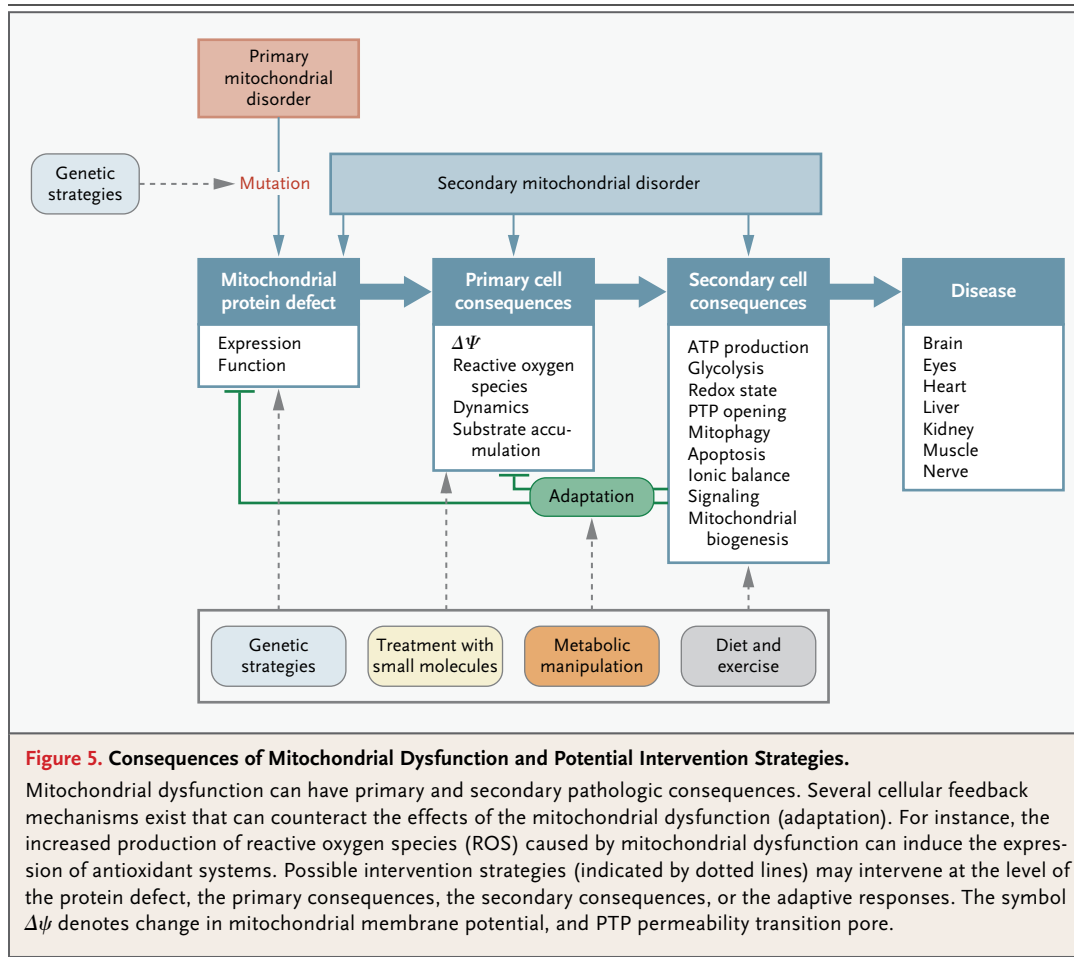 Primary
mitochondrial
disorder
Genetic
strategies
Mutation
Secondary mitochondrial disorder
Mitochondrial
protein defect
Expression
Function
Primary cell
consequences
ΔΨ
Reactive oxygen
species
Dynamics
Substrate accu-
mulation
Secondary cell
consequences
ATP production
Glycolysis
Redox state
PTP opening
Mitophagy
Apoptosis
Ionic balance
Signaling
Mitochondrial
biogenesis
Disease
Brain
Eyes
Heart
Liver
Kidney
Muscle
Nerve
Adaptation
Genetic
strategies
Treatment with
small molecules
Metabolic
manipulation
Diet and
exercise
Figure 5. Consequences of Mitochondrial Dysfunction and Potential Intervention Strategies.
Mitochondrial dysfunction can have primary and secondary pathologic consequences. Several cellular feedback
mechanisms exist that can counteract the effects of the mitochondrial dysfunction (adaptation). For instance, the
increased production of reactive oxygen species (ROS) caused by mitochondrial dysfunction can induce the expres-
sion of antioxidant systems. Possible intervention strategies (indicated by dotted lines) may intervene at the level of
the protein defect, the primary consequences, the secondary consequences, or the adaptive responses. The symbol
Δψ denotes change in mitochondrial membrane potential, and PTP permeability transition pore.